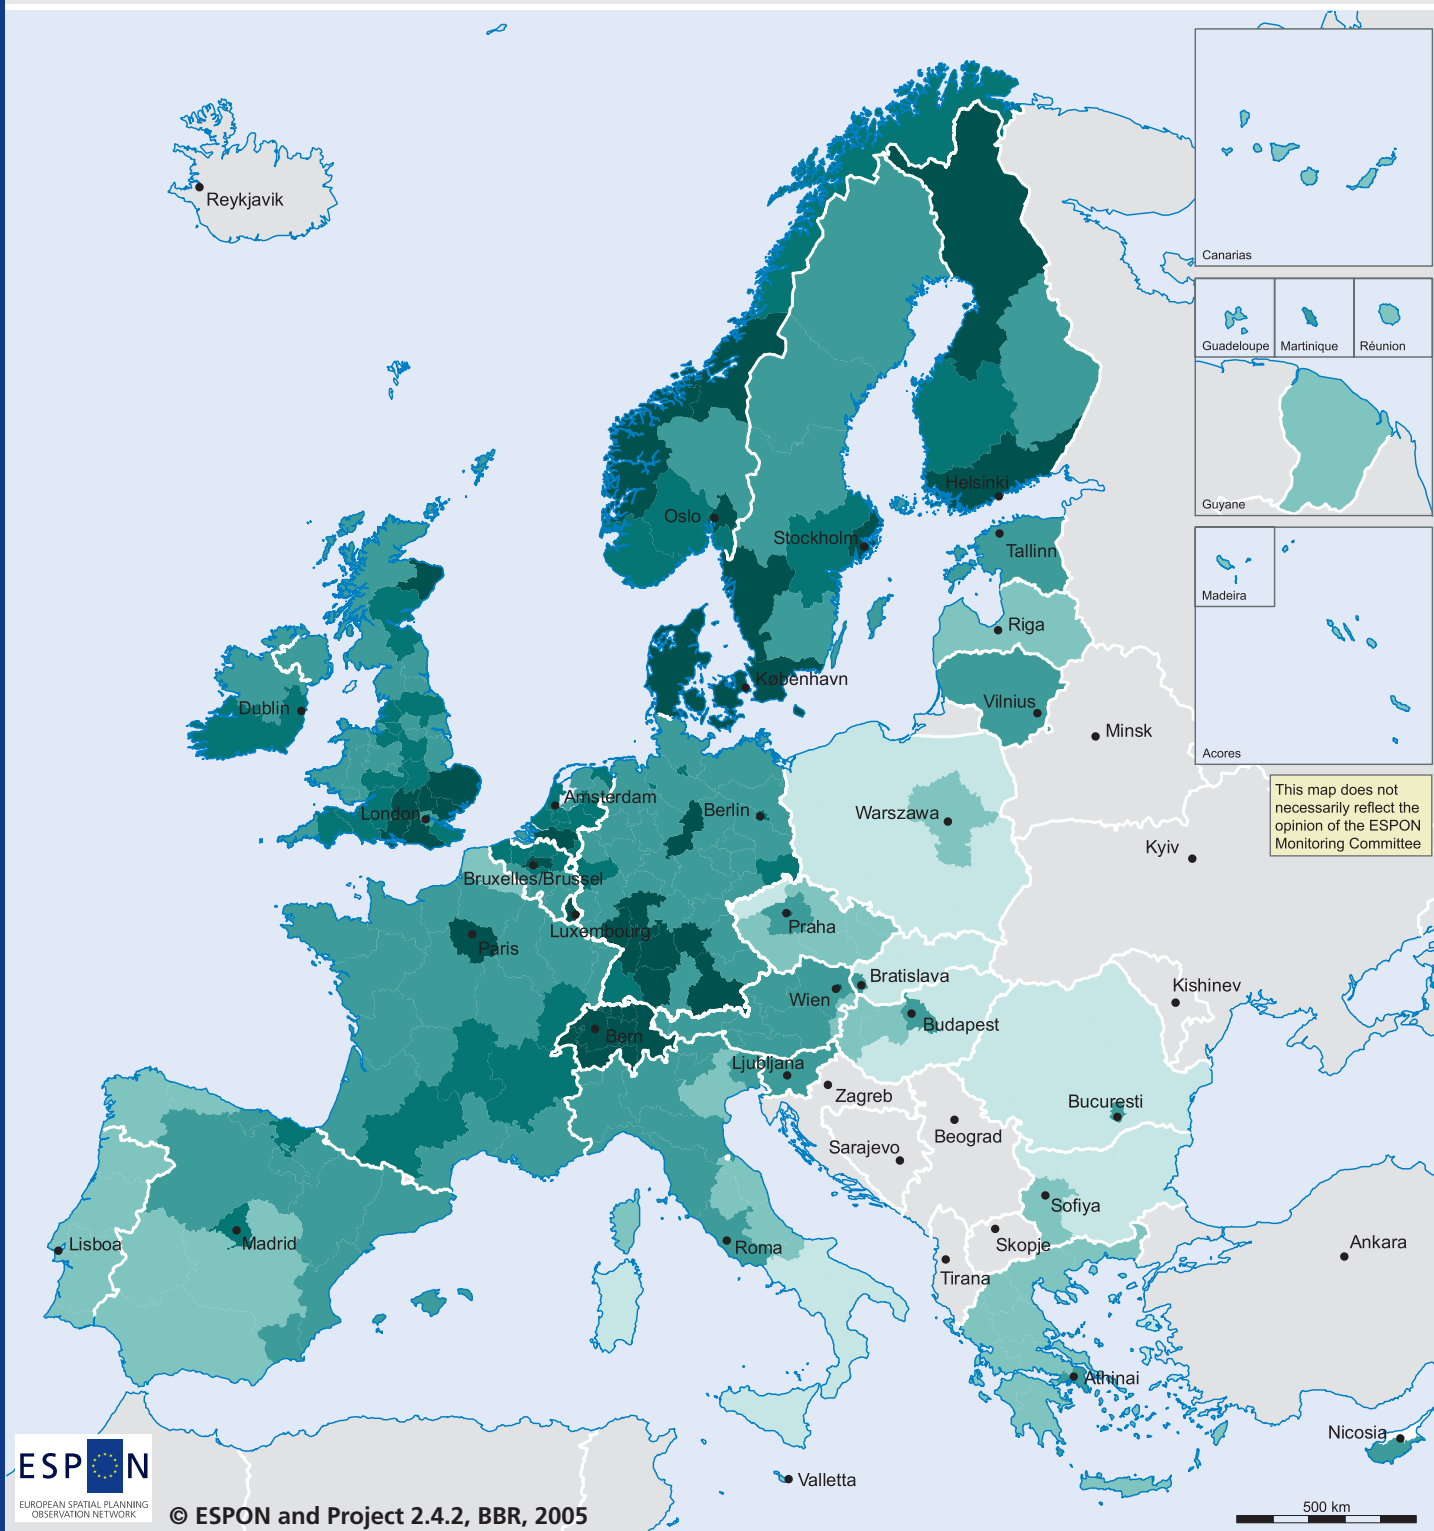 Reykjavik
Canarias
Guadeloupe
Martinique
Réunion
Guyane
Helsinki
Oslo
Stockholm
Tallinn
Madeira
Riga
København
Dublin
Vilnius
Minsk
Acores
This map does not
necessarily reflect the
opinion of the ESPON
Monitoring Committee
Amsterdam
London
Berlin
Warszawa
Kyiv
Bruxelles/Brussel
Luxembourg
Praha
Paris
Bratislava
Wien
Kishinev
Budapest
Bern
Ljubljana
Zagreb
Bucuresti
Beograd
Sarajevo
Sofiya
Lisboa
Madrid
Roma
Skopje
Ankara
Tirana
Athinai
Nicosia
Valletta
ESPON
EUROPEAN SPATIAL PLANNING
OBSERVATION NETWORK
© ESPON and Project 2.4.2, BBR, 2005
500 km